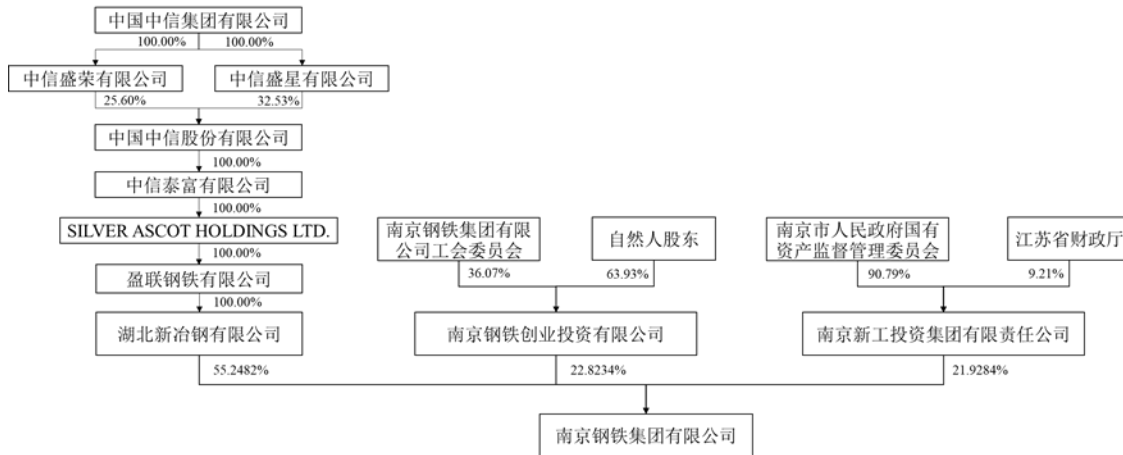 中国中信集团有限公司
100.00%
100.00%
中信盛荣有限公司
中信盛星有限公司
25.60%
32.53%
中国中信股份有限公司
100.00%
中信泰富有限公司
100.00%
SILVER ASCOT HOLDINGS LTD.
100.00%
盈联钢铁有限公司
100.00%
湖北新冶钢有限公司
55.2482%
南京钢铁集团有限
公司工会委员会
自然人股东
36.07%
63.93%
南京钢铁创业投资有限公司
22.8234%
南京市人民政府国有
资产监督管理委员会
江苏省财政厅
90.79%
9.21%
南京新工投资集团有限责任公司
21.9284%
南京钢铁集团有限公司